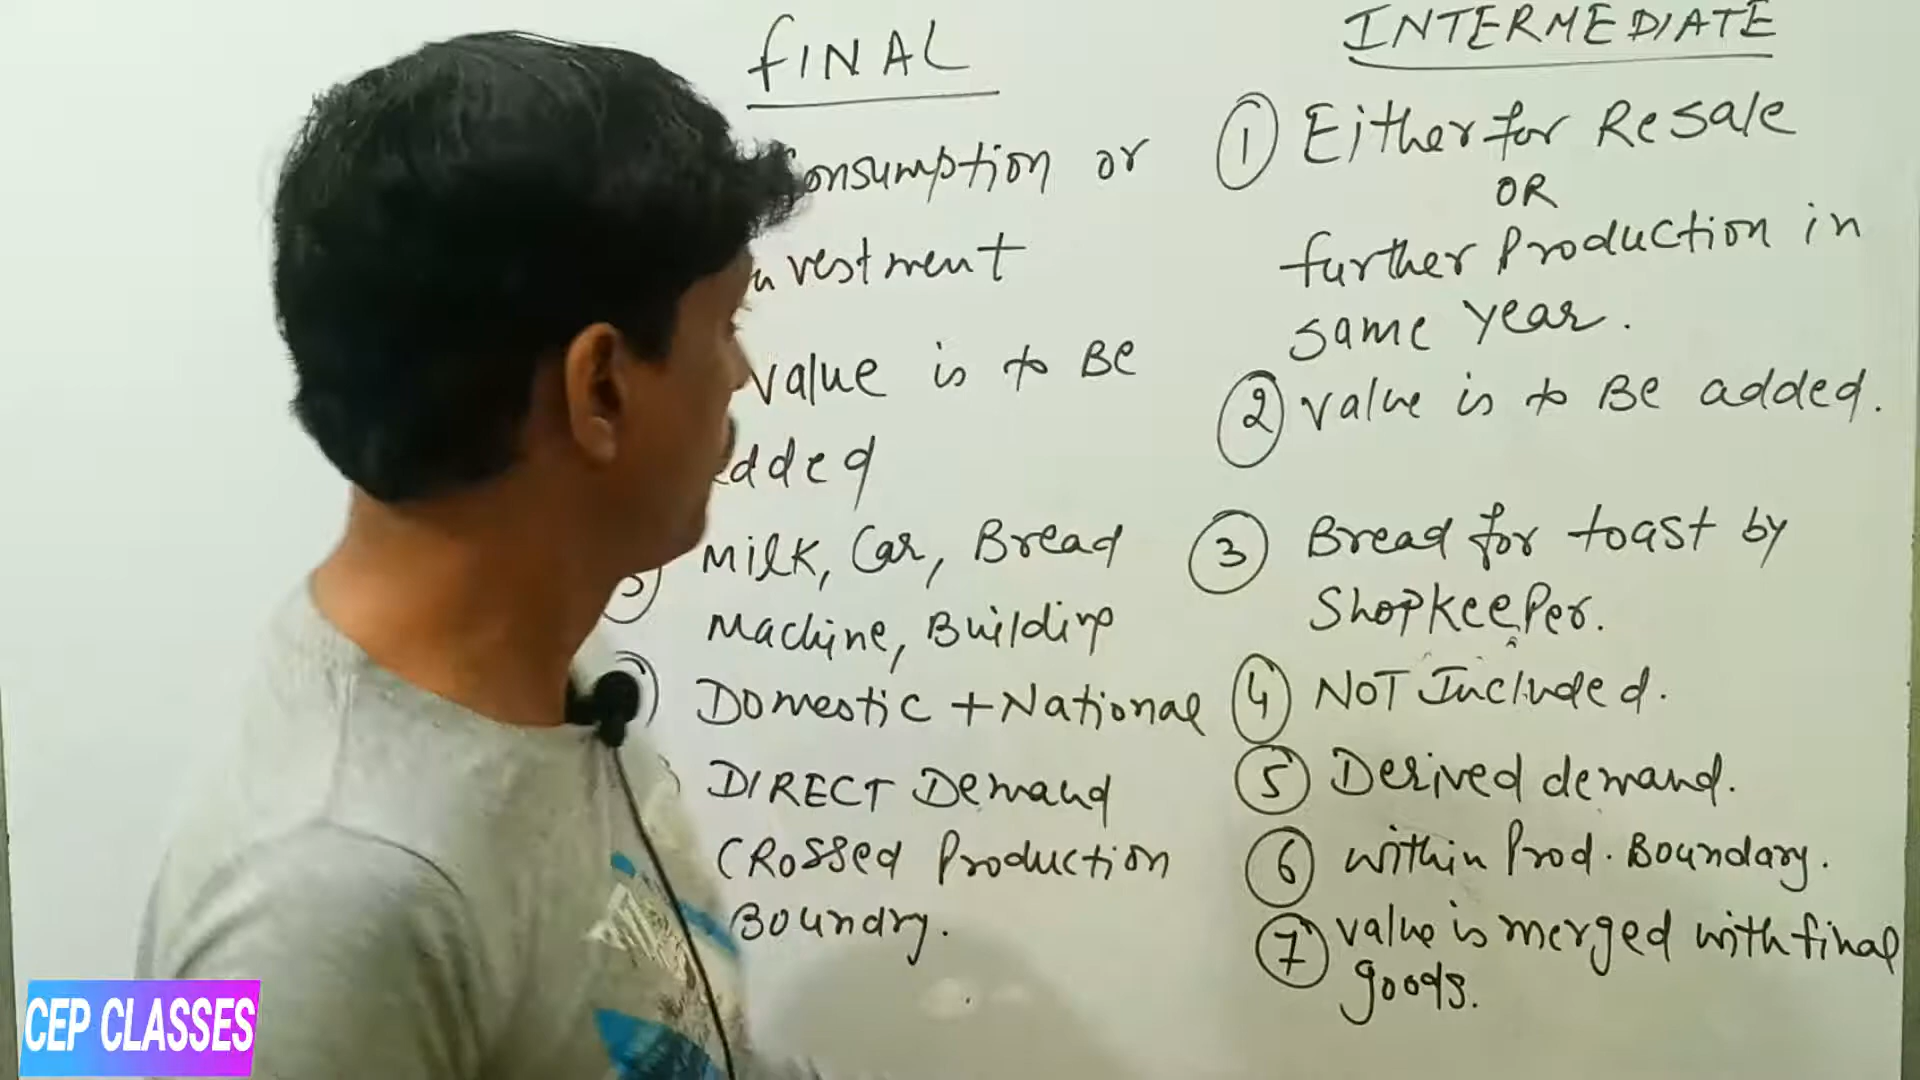 FINAL
onsumption or
vestment
value is to Be
added
Milk, Car, Bread
Machine, Building
Domestic + National
DIRECT Demand
CROSSED Production
Boundry.
INTERMEDIATE
① Either for Resale
OR
further Production in
same year.
② value is to Be added.
③ Bread for toast by
Shopkeeper.
④ NOT Included.
⑤ Derived demand.
⑥ within Prod. Boundary.
⑦ value is merged with final
goods.
CEP CLASSES